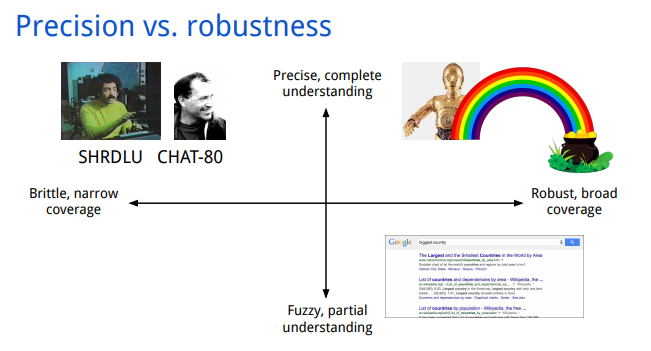 Precision vs. robustness
Precise, complete
understanding
SHRDLU CHAT-80
Brittle, narrow
coverage
Robust, broad
coverage
Google biggest country
The Largest and the Smallest Countries in the World by Area
List of countries and dependencies by area - Wikipedia, the ...
List of countries by population - Wikipedia, the free ...
Fuzzy, partial
understanding